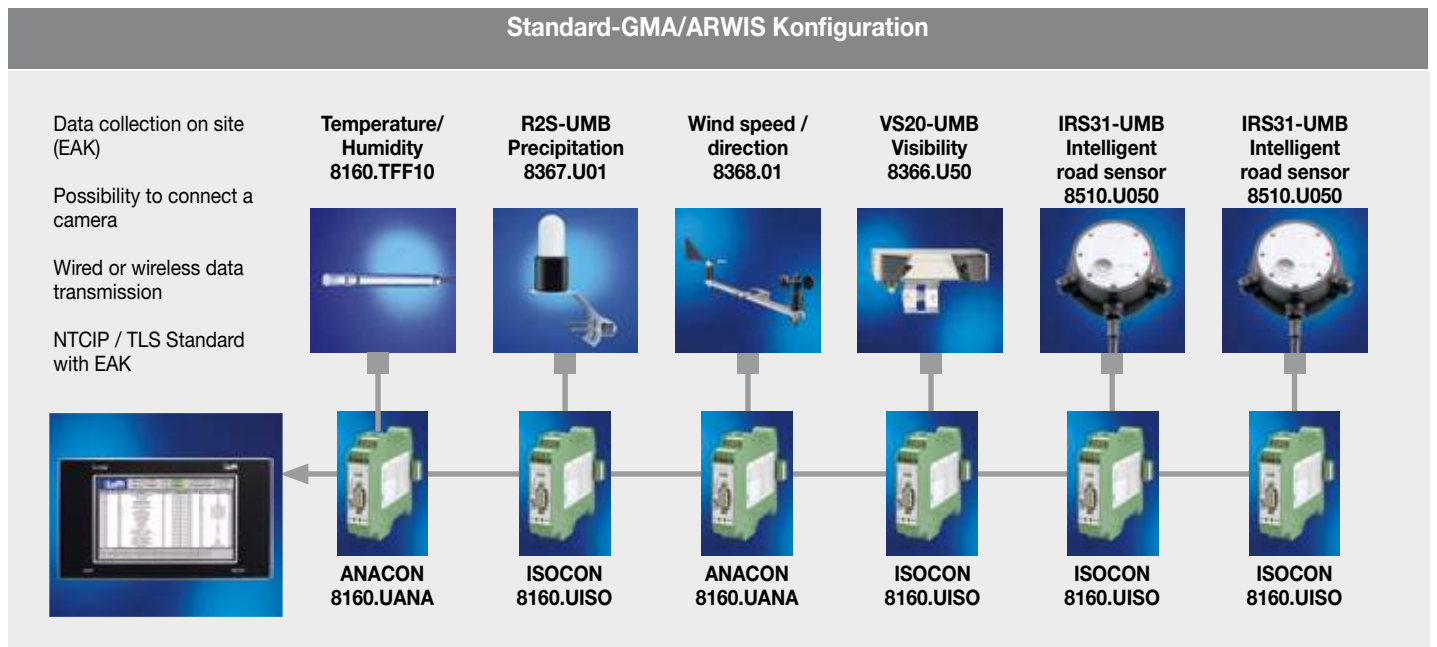 Standard-GMA/ARWIS Konfiguration
Data collection on site
(EAK)
Possibility to connect a
camera
Wired or wireless data
transmission
NTCIP / TLS Standard
with EAK
Temperature/
Humidity
8160.TFF10
R2S-UMB
Precipitation
8367.U01
Wind speed /
direction
8368.01
VS20-UMB
Visibility
8366.U50
IRS31-UMB
Intelligent
road sensor
8510.U050
IRS31-UMB
Intelligent
road sensor
8510.U050
Lufft
ANACON
8160.UANA
ISOCON
8160.UISO
ANACON
8160.UANA
ISOCON
8160.UISO
ISOCON
8160.UISO
ISOCON
8160.UISO